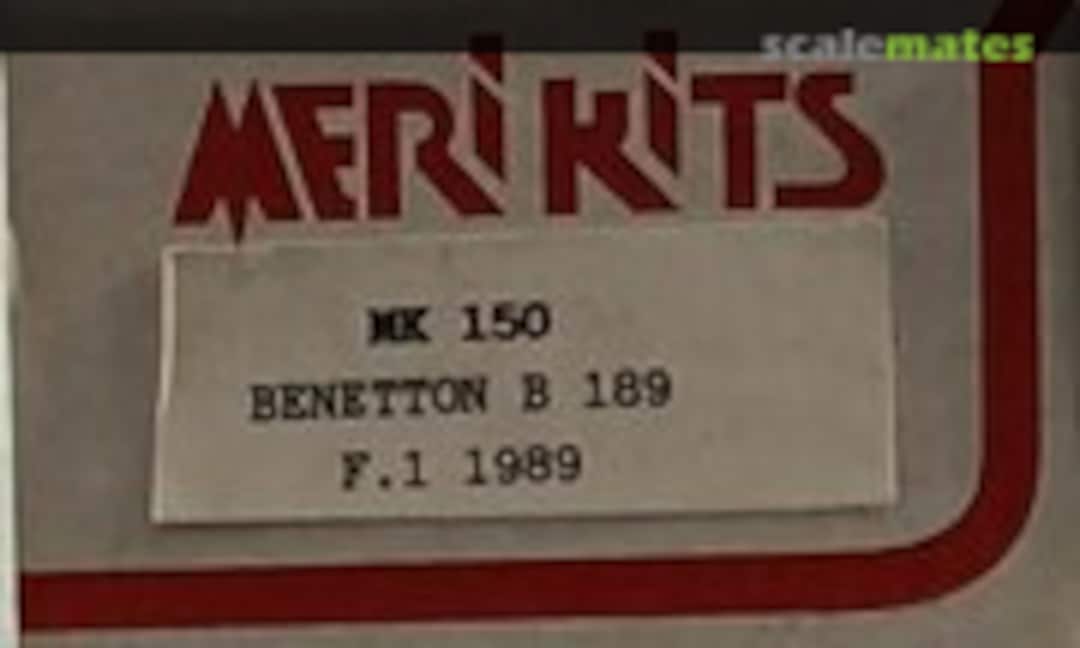 scalemates
MERI KITS
MK 150
BENETTON B 189
F.1 1989